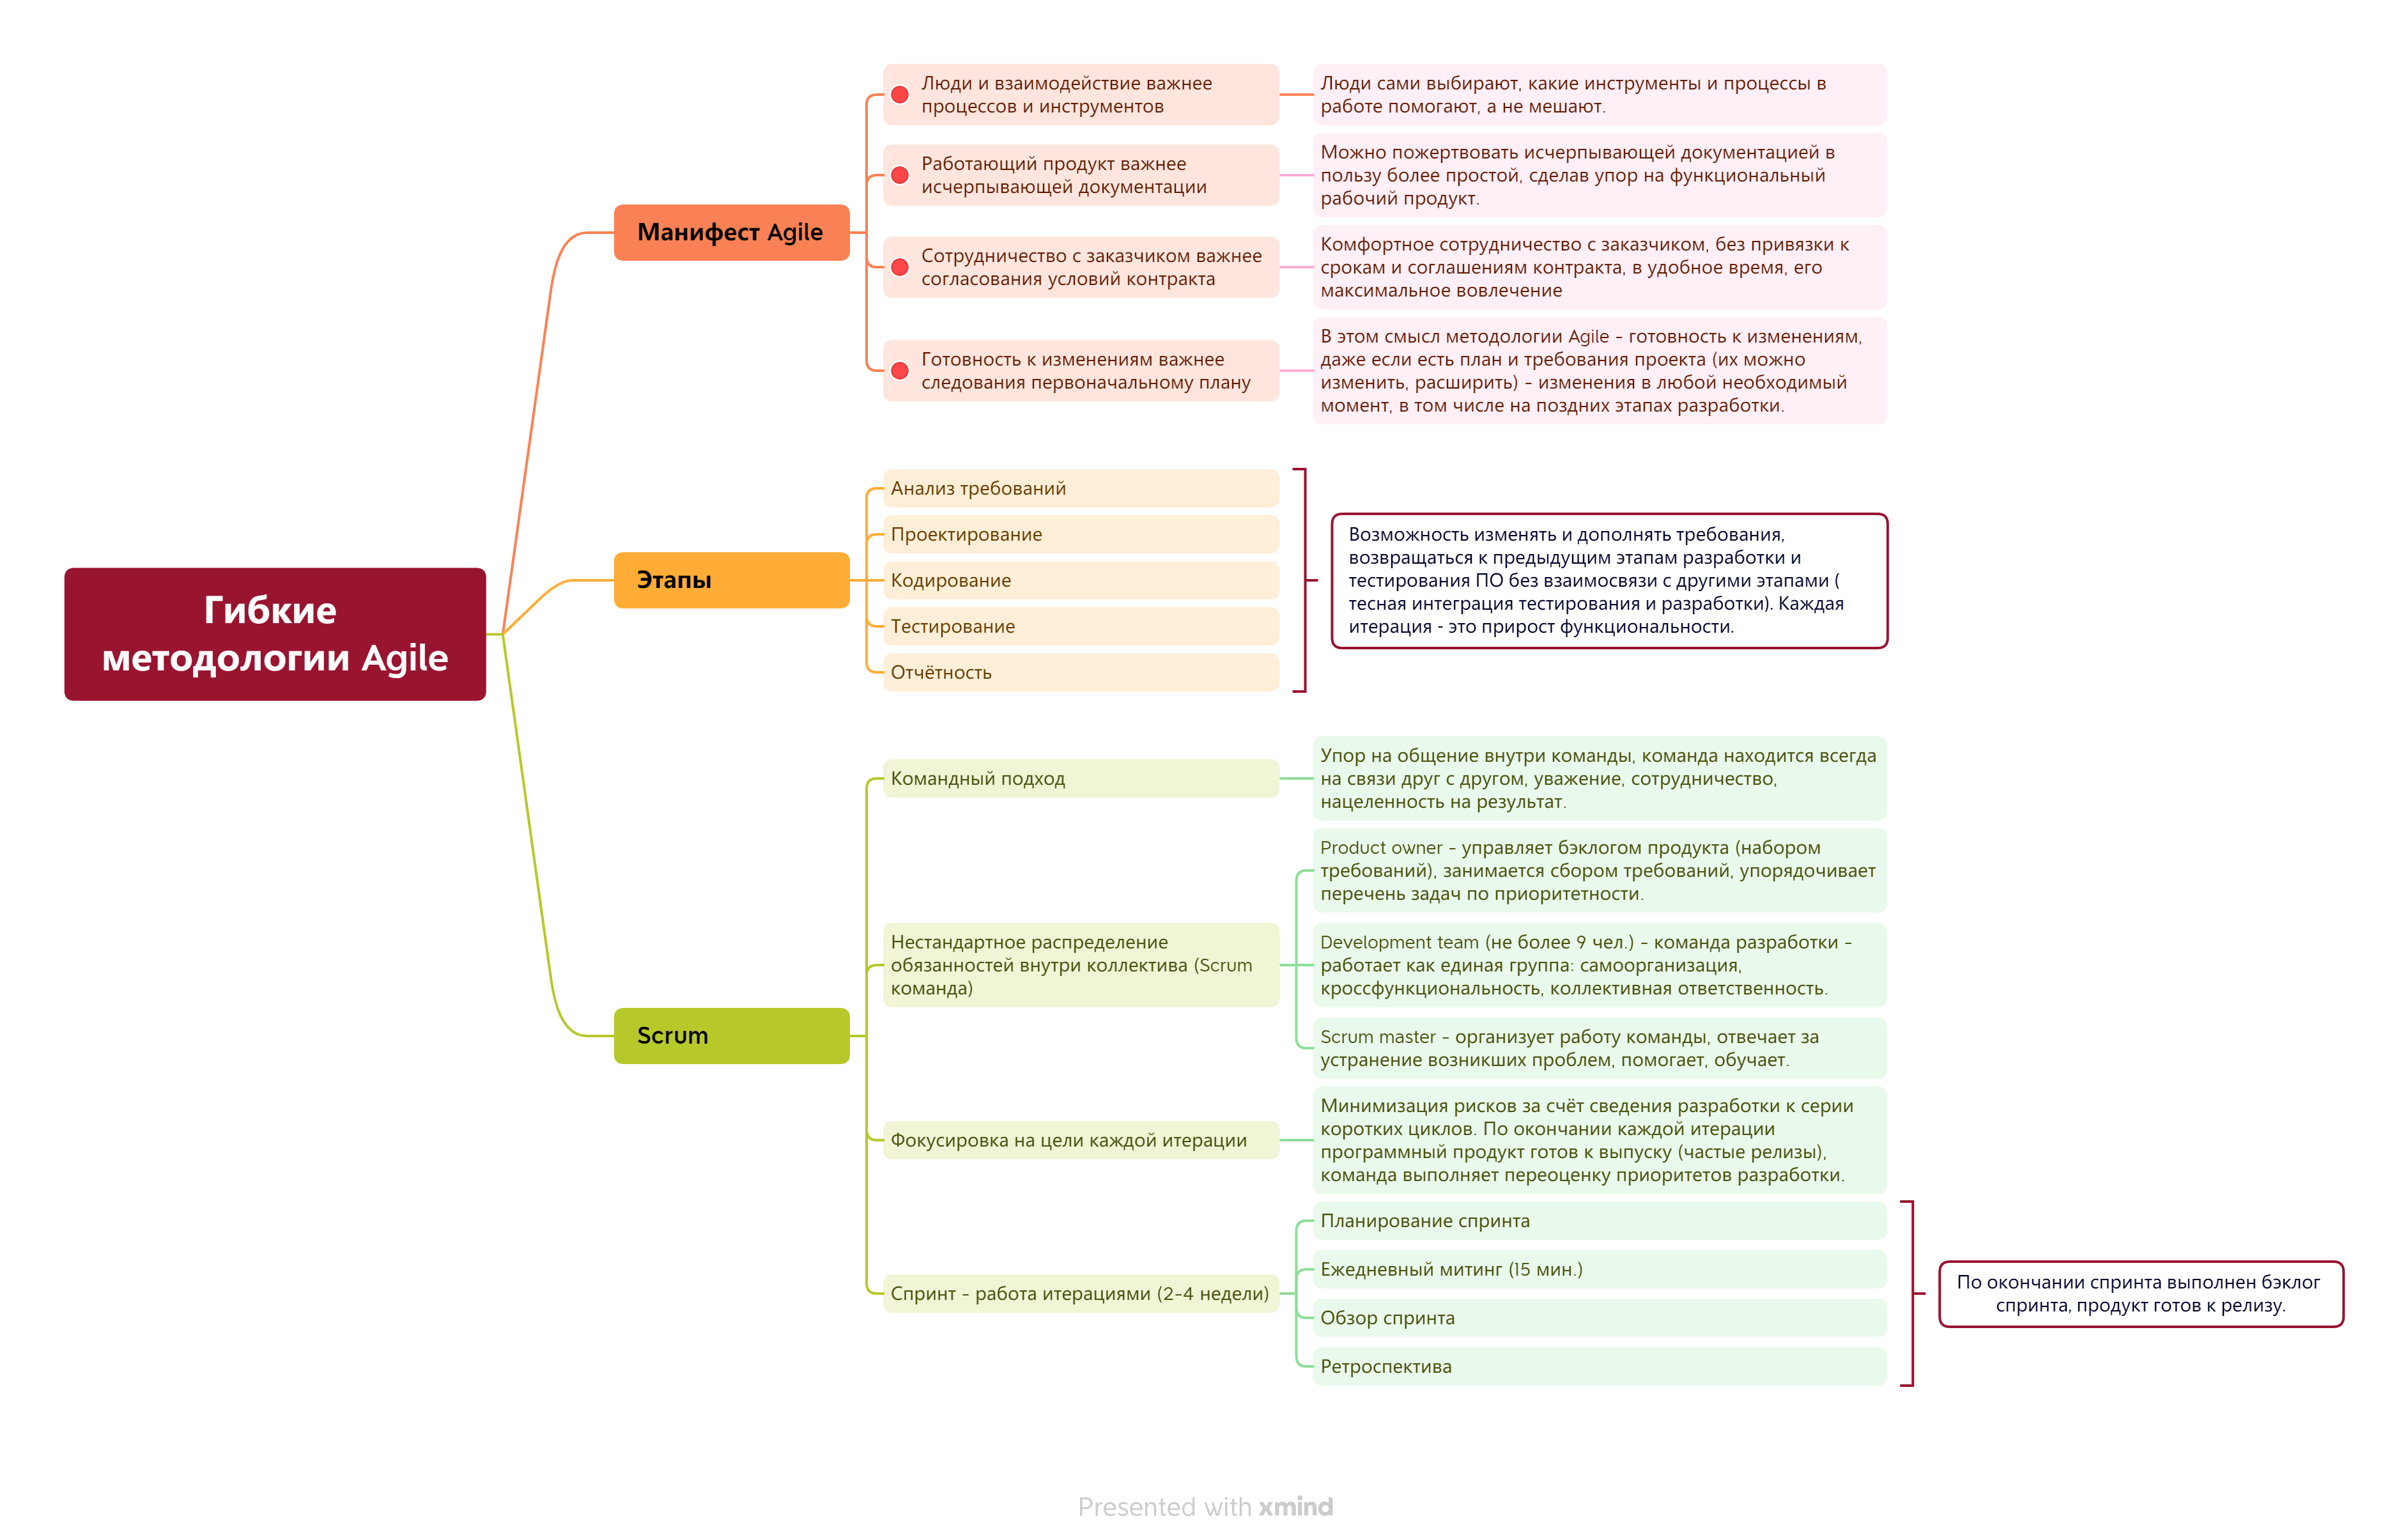 Гибкие
методологии Agile
Манифест Agile
Люди и взаимодействие важнее
процессов и инструментов
Люди сами выбирают, какие инструменты и процессы в
работе помогают, а не мешают.
Работающий продукт важнее
исчерпывающей документации
Можно пожертвовать исчерпывающей документацией в
пользу более простой, сделав упор на функциональный
рабочий продукт.
Сотрудничество с заказчиком важнее
согласования условий контракта
Комфортное сотрудничество с заказчиком, без привязки к
срокам и соглашениям контракта, в удобное время, его
максимальное вовлечение
Готовность к изменениям важнее
следования первоначальному плану
В этом смысл методологии Agile - готовность к изменениям,
даже если есть план и требования проекта (их можно
изменить, расширить) - изменения в любой необходимый
момент, в том числе на поздних этапах разработки.
Этапы
Анализ требований
Проектирование
Кодирование
Тестирование
Отчётность
Возможность изменять и дополнять требования,
возвращаться к предыдущим этапам разработки и
тестирования ПО без взаимосвязи с другими этапами (
тесная интеграция тестирования и разработки). Каждая
итерация - это прирост функциональности.
Scrum
Командный подход
Упор на общение внутри команды, команда находится всегда
на связи друг с другом, уважение, сотрудничество,
нацеленность на результат.
Нестандартное распределение
обязанностей внутри коллектива (Scrum
команда)
Product owner - управляет бэклогом продукта (набором
требований), занимается сбором требований, упорядочивает
перечень задач по приоритетности.
Development team (не более 9 чел.) - команда разработки -
работает как единая группа: самоорганизация,
кроссфункциональность, коллективная ответственность.
Scrum master - организует работу команды, отвечает за
устранение возникших проблем, помогает, обучает.
Фокусировка на цели каждой итерации
Минимизация рисков за счёт сведения разработки к серии
коротких циклов. По окончании каждой итерации
программный продукт готов к выпуску (частые релизы),
команда выполняет переоценку приоритетов разработки.
Спринт - работа итерациями (2-4 недели)
Планирование спринта
Ежедневный митинг (15 мин.)
Обзор спринта
Ретроспектива
По окончании спринта выполнен бэклог
спринта, продукт готов к релизу.
Presented with xmind